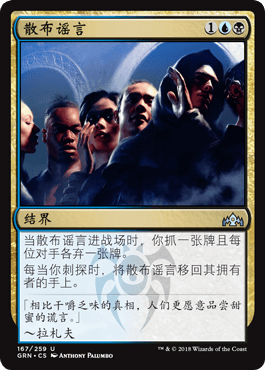 散布谣言
1
结界
当散布谣言进战场时，你抓一张牌且每
位对手各弃一张牌。
每当你刺探时，将散布谣言移回其拥有
者的手上。
「相比干嚼乏味的真相，人们更愿意品尝甜
蜜的谎言。」
～拉札夫
167/259 U
GRN • CS ANTHONY PALUMBO
™ & © 2018 Wizards of the Coast